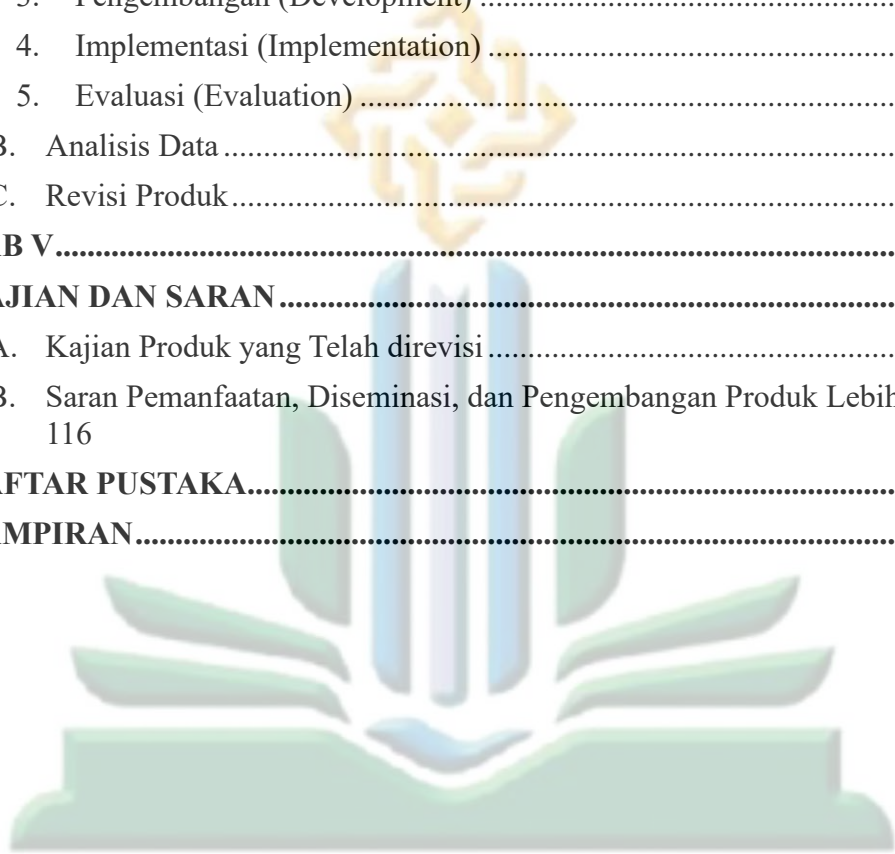 3. Pengembangan (Development)..............................................
4. Implementasi (Implementation)..............................................
5. Evaluasi (Evaluation)..............................................
B. Analisis Data..............................................
C. Revisi Produk..............................................
AB V..............................................
AJIAN DAN SARAN..............................................
A. Kajian Produk yang Telah direvisi..............................................
B. Saran Pemanfaatan, Diseminasi, dan Pengembangan Produk Lebih
116
AFTAR PUSTAKA..............................................
AMPIRAN..............................................